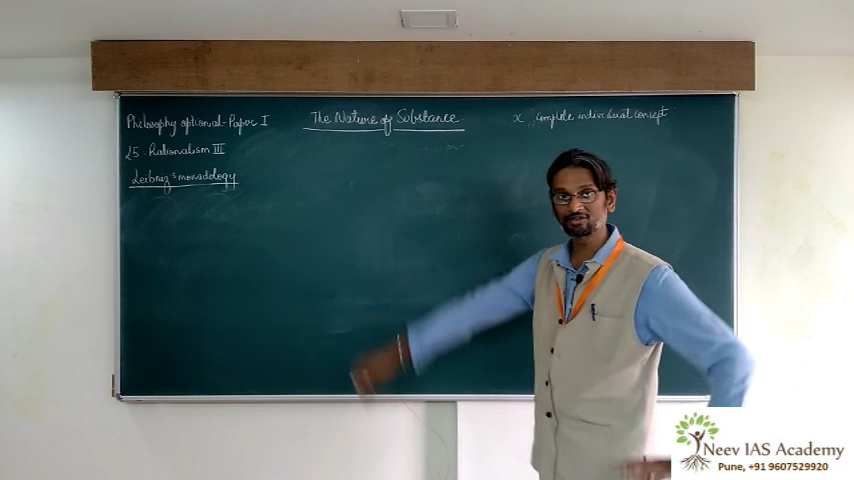 Philosophy optional-Paper I
L5. Rationalism III
Leibniz's monadology
The Nature of Substance
x complete individual concept
Neev IAS Academy
Pune, +91 9607529920